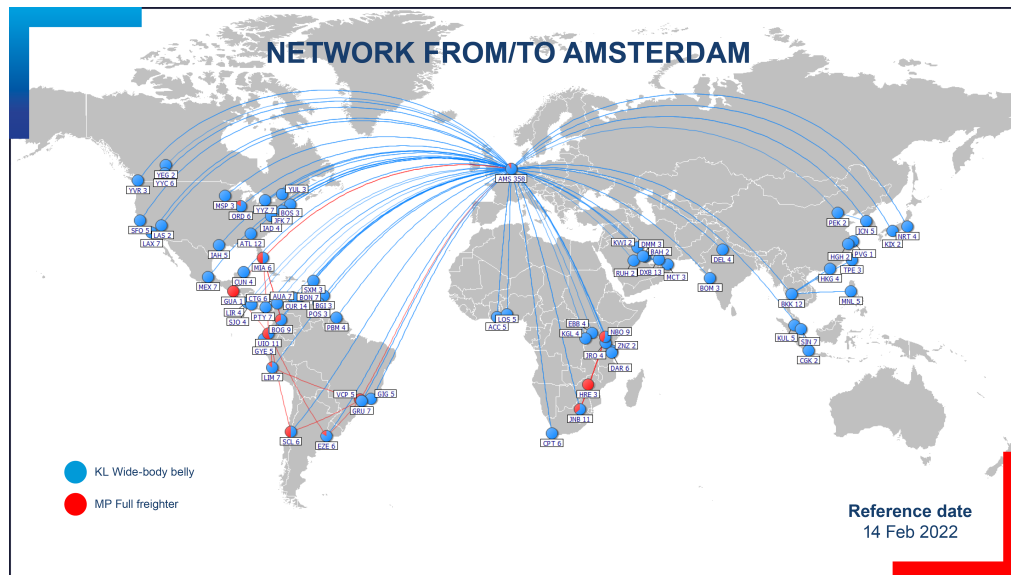 NETWORK FROM/TO AMSTERDAM
AMS 358
YEG 2
YYC 6
YVR 3
MSP 3
ORD 6
YYZ 7
YUL 3
BOS 3
JFK 7
IAD 4
SFO 5
LAS 2
LAX 7
ATL 12
IAH 5
MIA 6
MEX 7
CUN 4
GUA 1
CTG 6
AUA 7
BON 7
SXM 3
LIR 4
SJO 4
PTY 7
CUR 14
BGI 3
POS 3
BOG 9
PBM 4
UIO 11
GYE 5
LIM 7
VCP 5
GIG 5
GRU 7
SCL 6
EZE 6
ACC 5
LOS 5
EBB 4
KGL 4
NBO 9
JRO 4
ZNZ 2
DAR 6
HRE 3
JNB 11
CPT 6
KWI 2
DMM 3
BAH 2
RUH 2
DXB 13
MCT 3
DEL 4
BOM 3
PEK 2
ICN 5
NRT 4
KIX 2
HGH 2
PVG 1
TPE 3
HKG 4
BKK 12
MNL 5
KUL 5
SIN 7
CGK 2
KL Wide-body belly
MP Full freighter
Reference date
14 Feb 2022